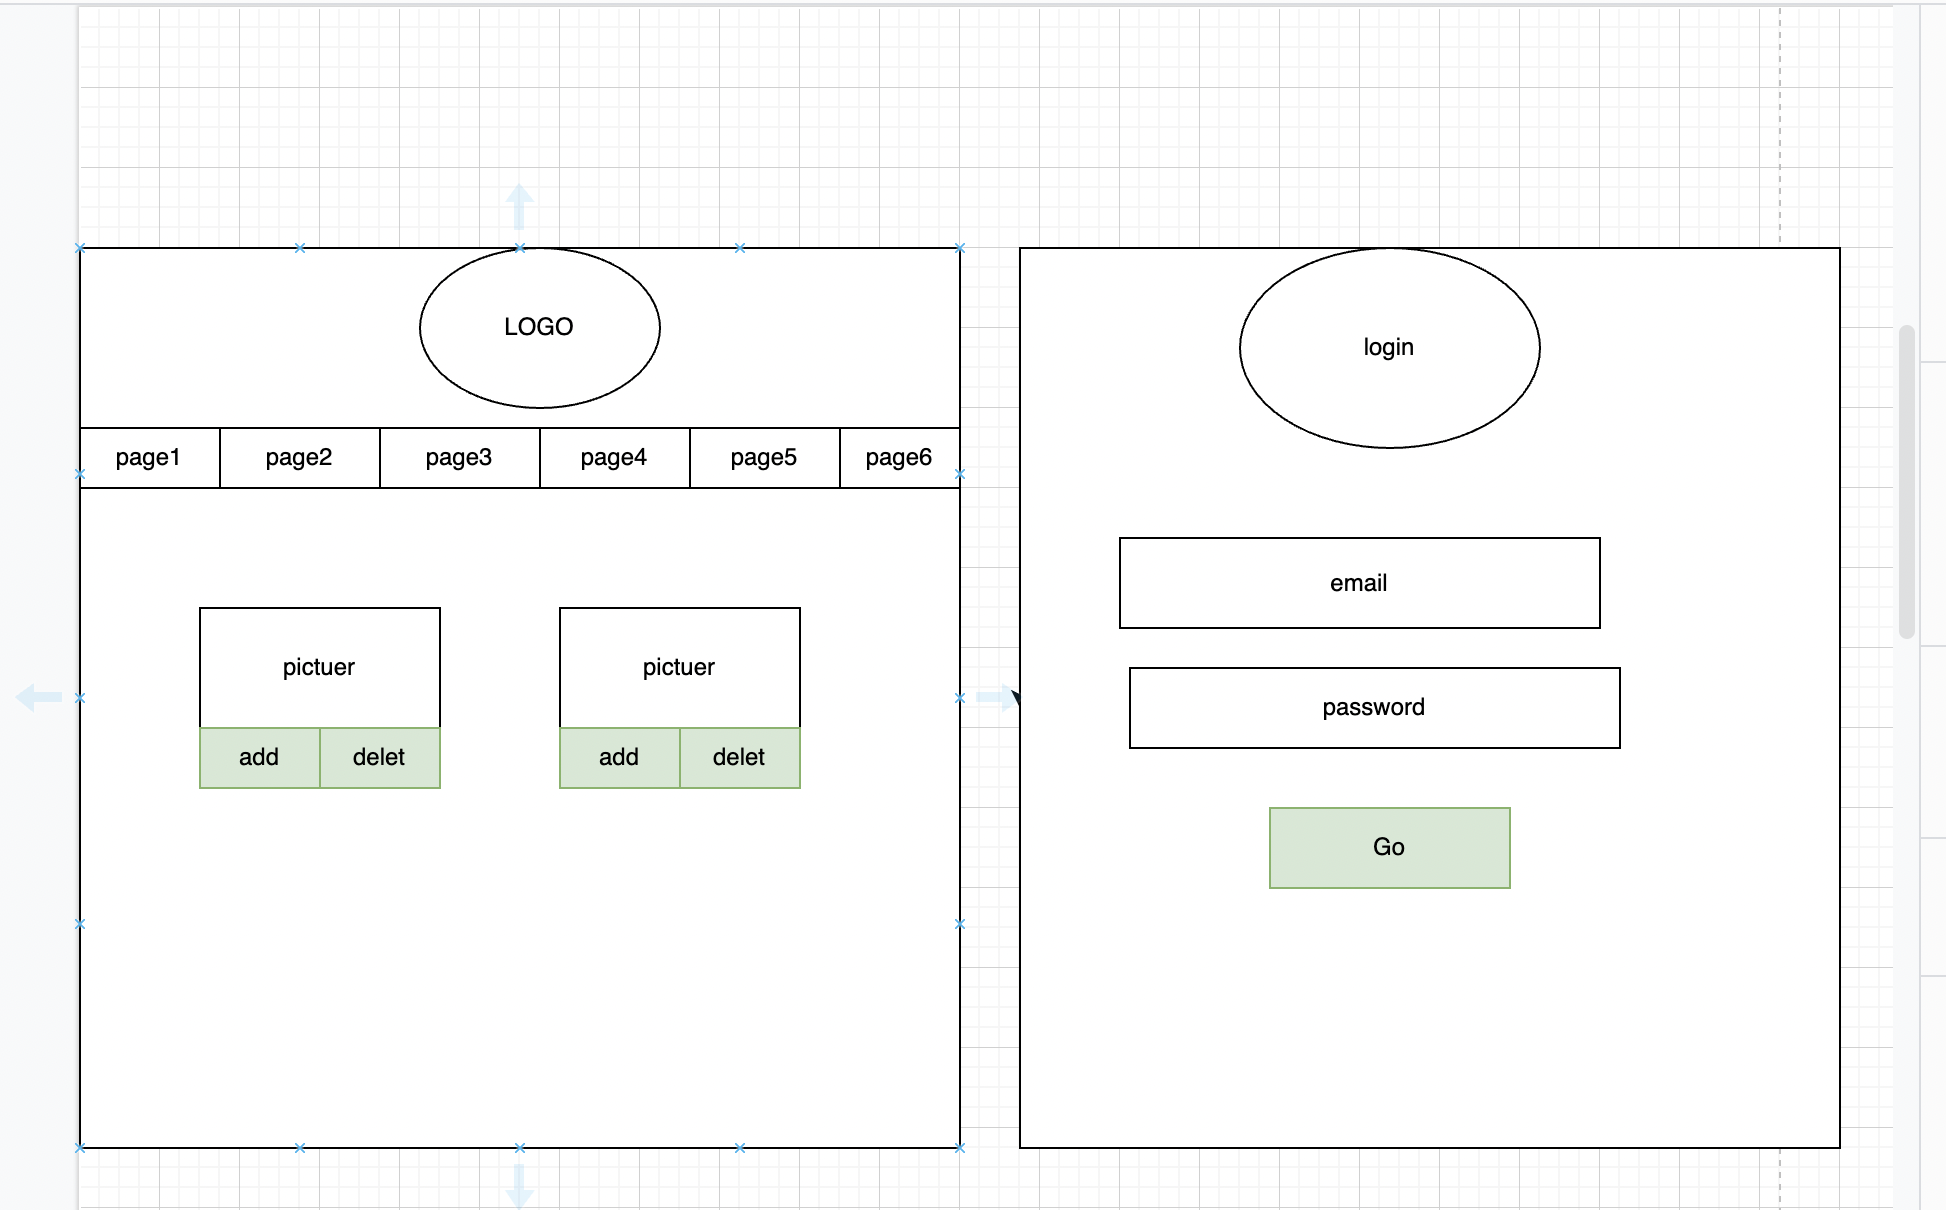 LOGO
page1 page2 page3 page4 page5 page6
pictuer pictuer
add delet add delet
login
email
password
Go